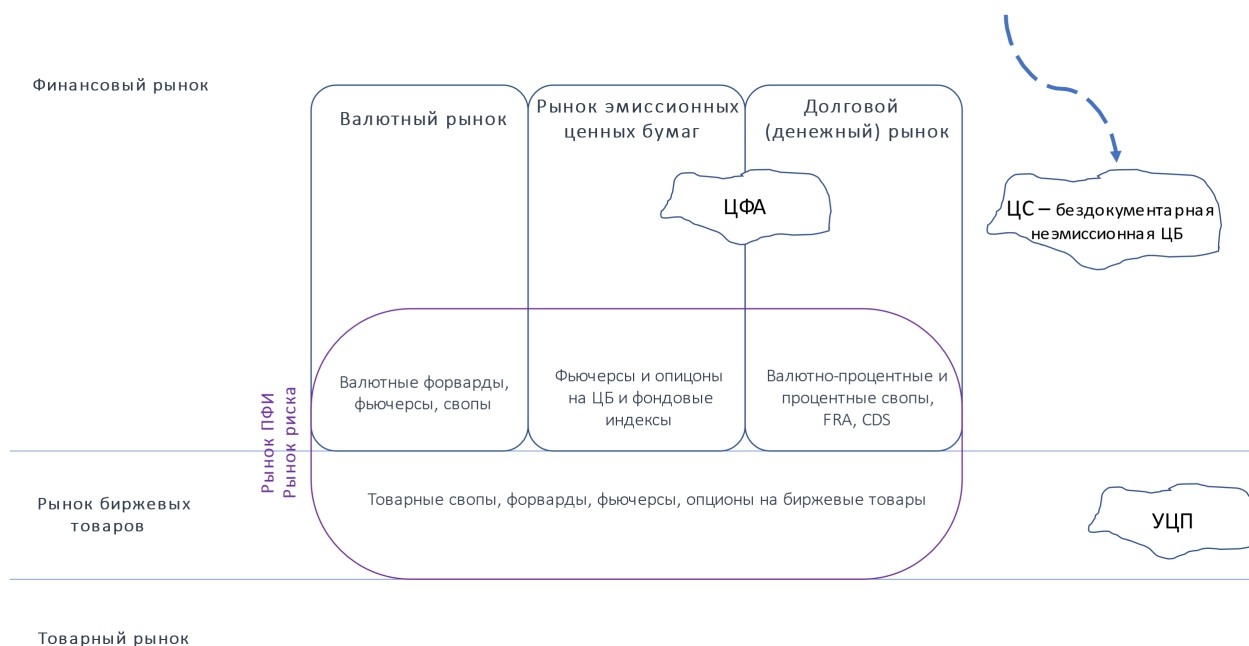 Финансовый рынок
Валютный рынок
Рынок эмиссионных
ценных бумаг
Долговой
(денежный) рынок
ЦФА
ЦС – бездокументарная
неэмиссионная ЦБ
Валютные форварды,
фьючерсы, свопы
Фьючерсы и опицоны
на ЦБ и фондовые
индексы
Валютно-процентные и
процентные свопы,
FRA, CDS
Рынок ПФИ
Рынок риска
Рынок биржевых
товаров
Товарные свопы, форварды, фьючерсы, опционы на биржевые товары
УЦП
Товарный рынок